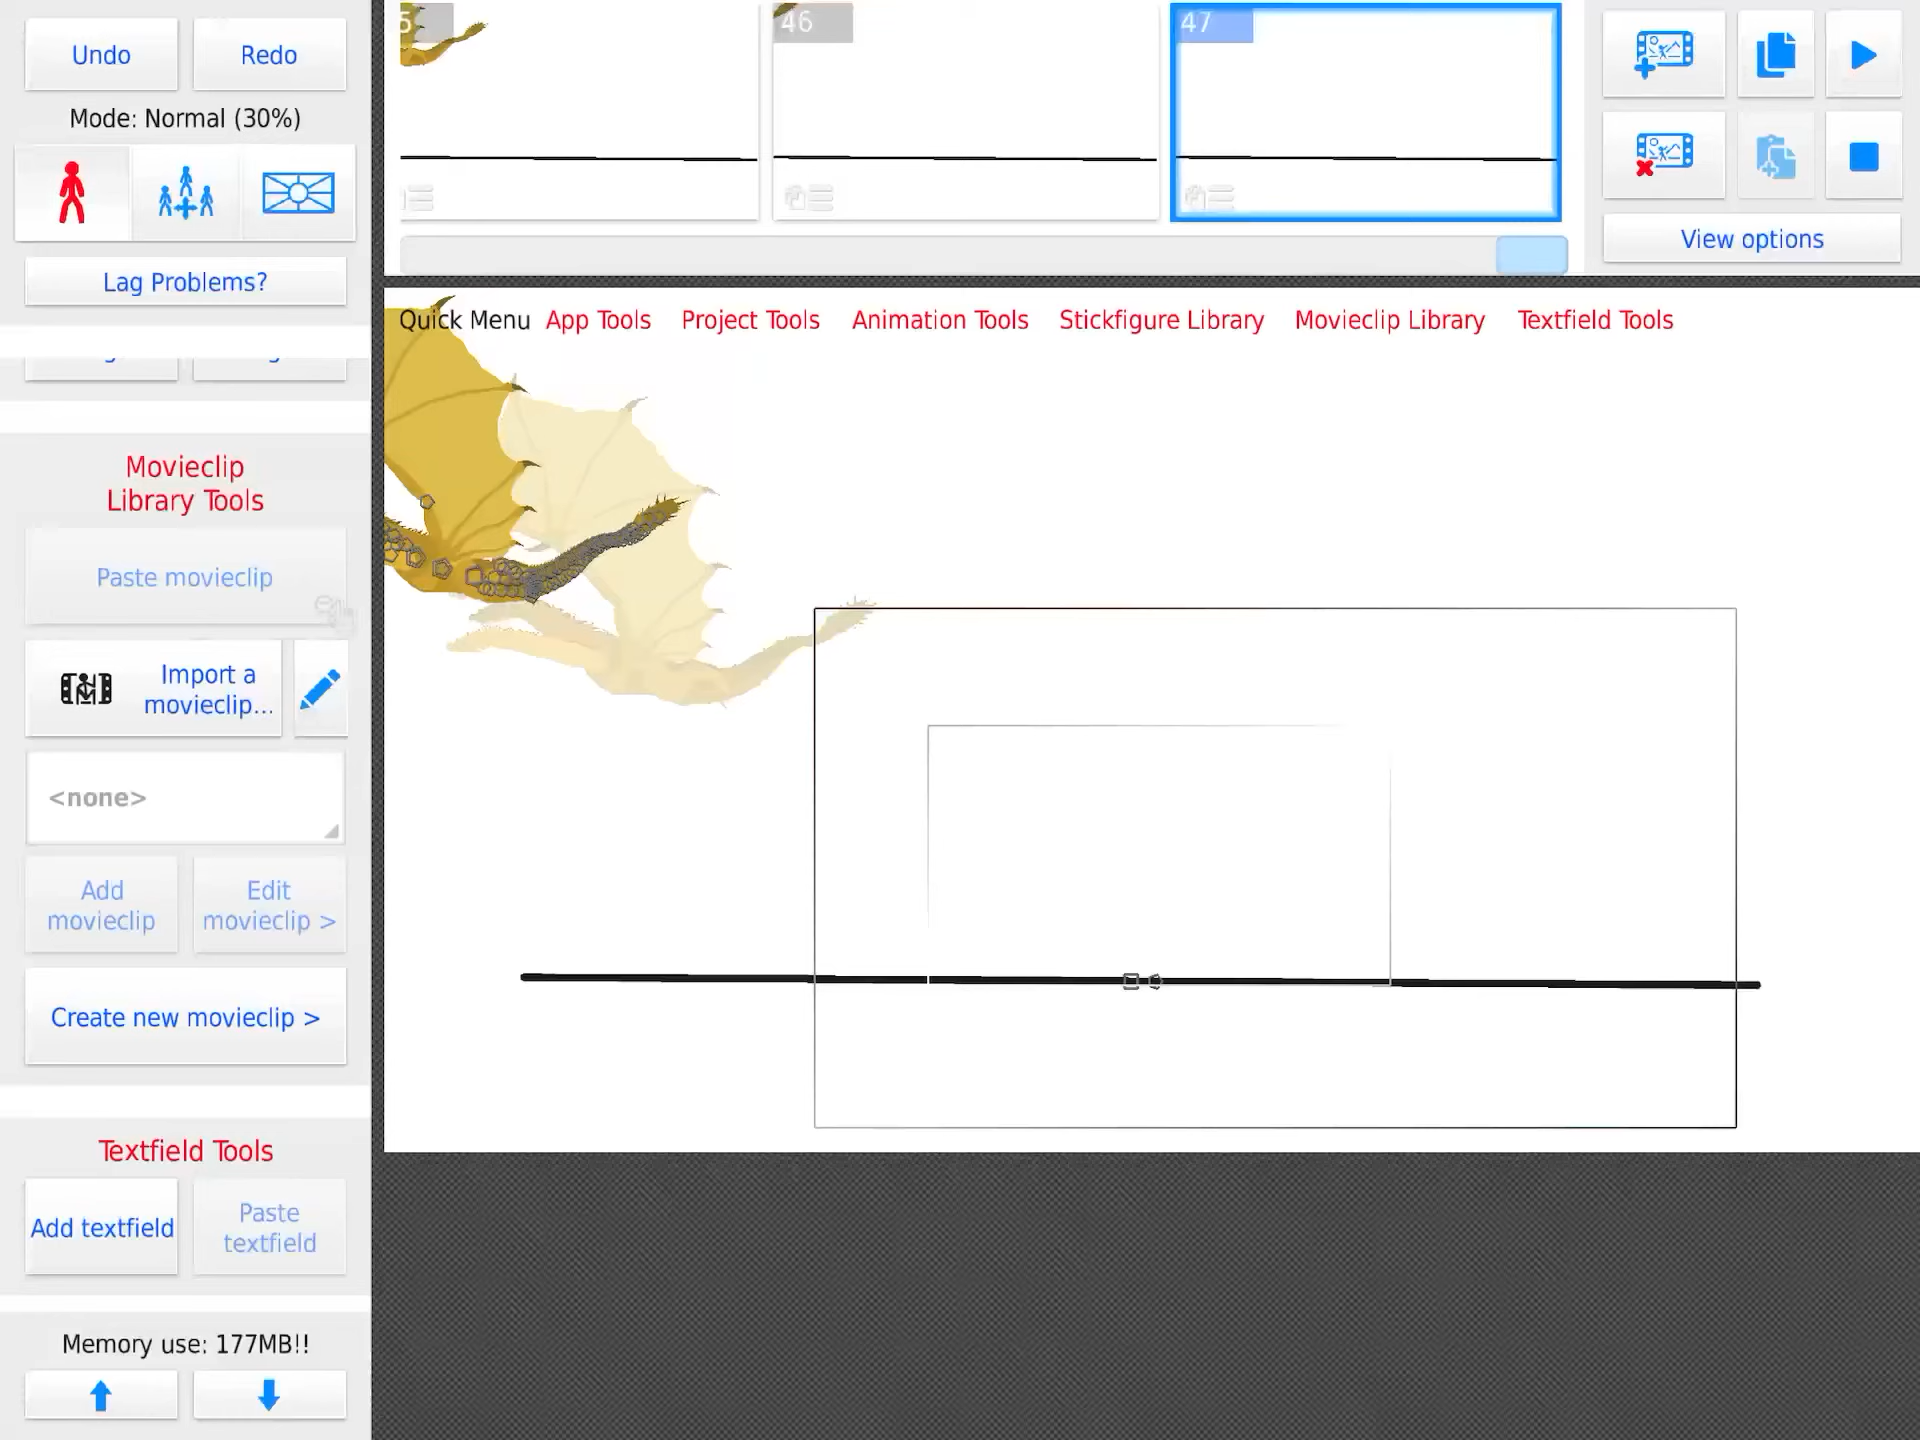 Undo
Redo
Mode: Normal (30%)
Lag Problems?
5
46
47
View options
Quick Menu
App Tools
Project Tools
Animation Tools
Stickfigure Library
Movieclip Library
Textfield Tools
Movieclip
Library Tools
Paste movieclip
Import a
movieclip...
<none>
Add
movieclip
Edit
movieclip >
Create new movieclip >
Textfield Tools
Add textfield
Paste
textfield
Memory use: 177MB!!